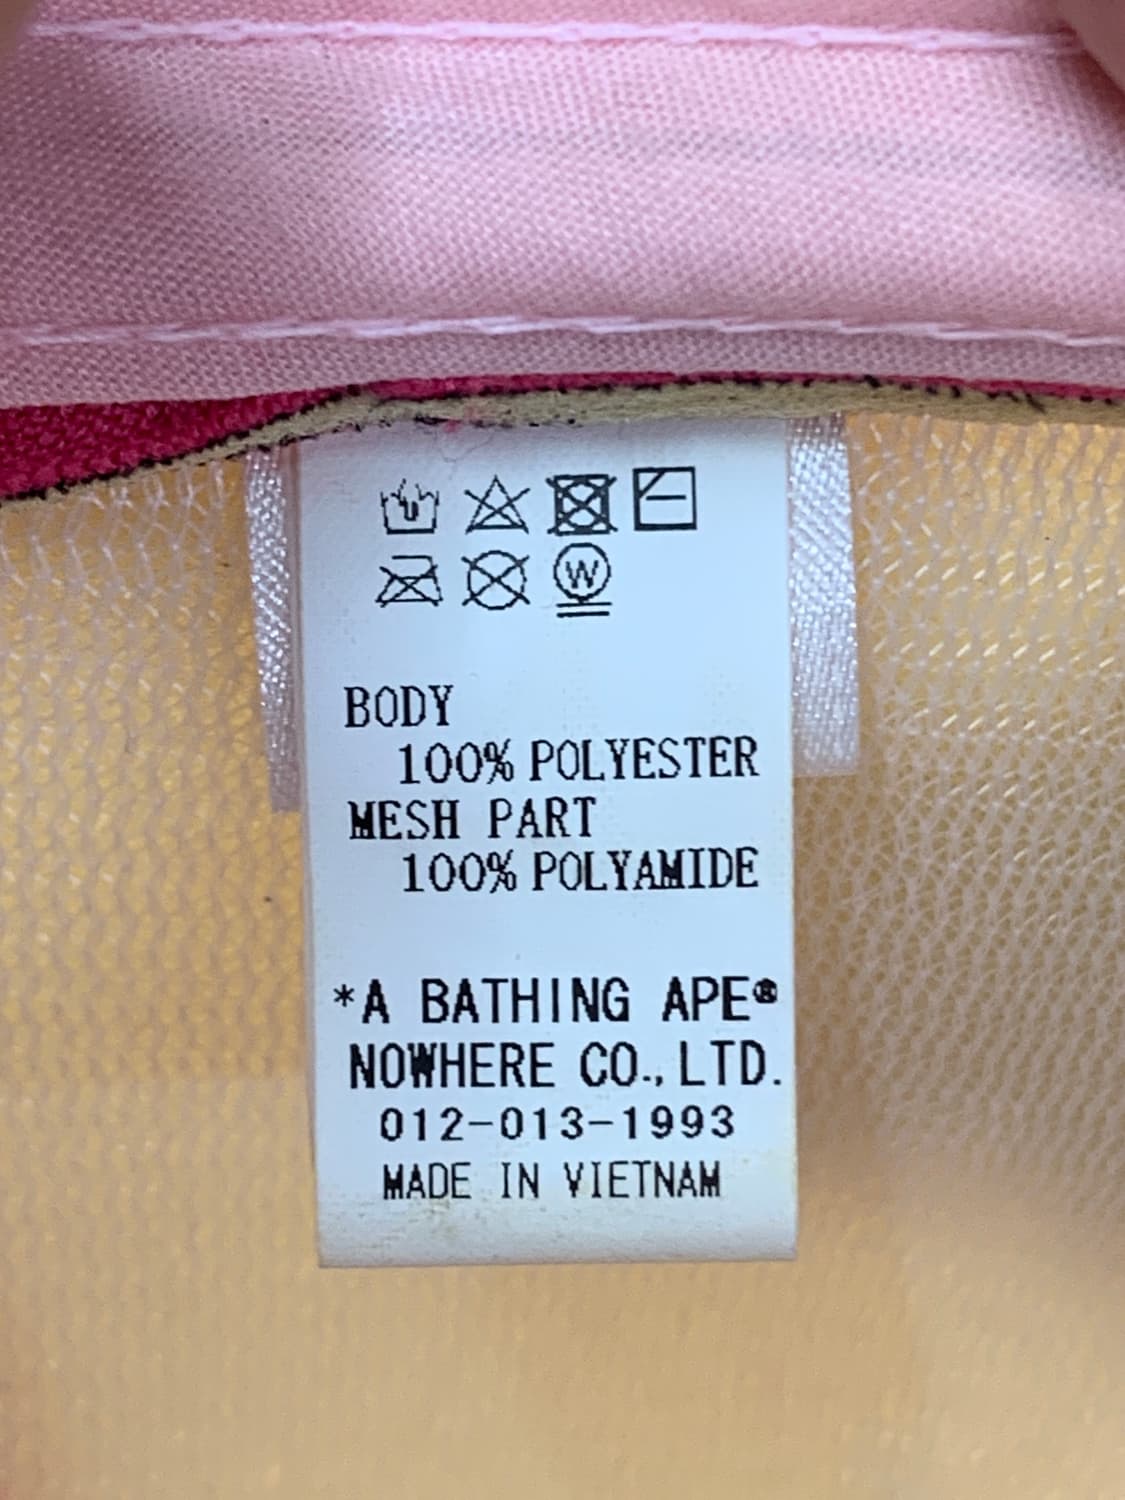 W
BODY
100% POLYESTER
MESH PART
100% POLYAMIDE
*A BATHING APE®
NOWHERE CO., LTD.
012-013-1993
MADE IN VIETNAM